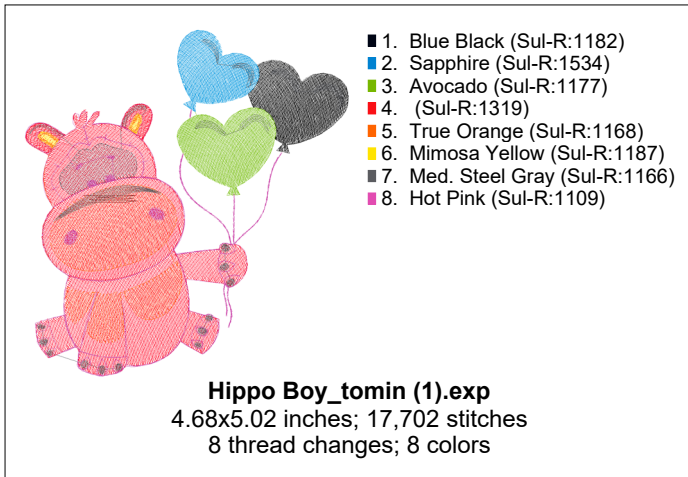 1. Blue Black (Sul-R:1182)
2. Sapphire (Sul-R:1534)
3. Avocado (Sul-R:1177)
4. (Sul-R:1319)
5. True Orange (Sul-R:1168)
6. Mimosa Yellow (Sul-R:1187)
7. Med. Steel Gray (Sul-R:1166)
8. Hot Pink (Sul-R:1109)
Hippo Boy_tomin (1).exp
4.68x5.02 inches; 17,702 stitches
8 thread changes; 8 colors